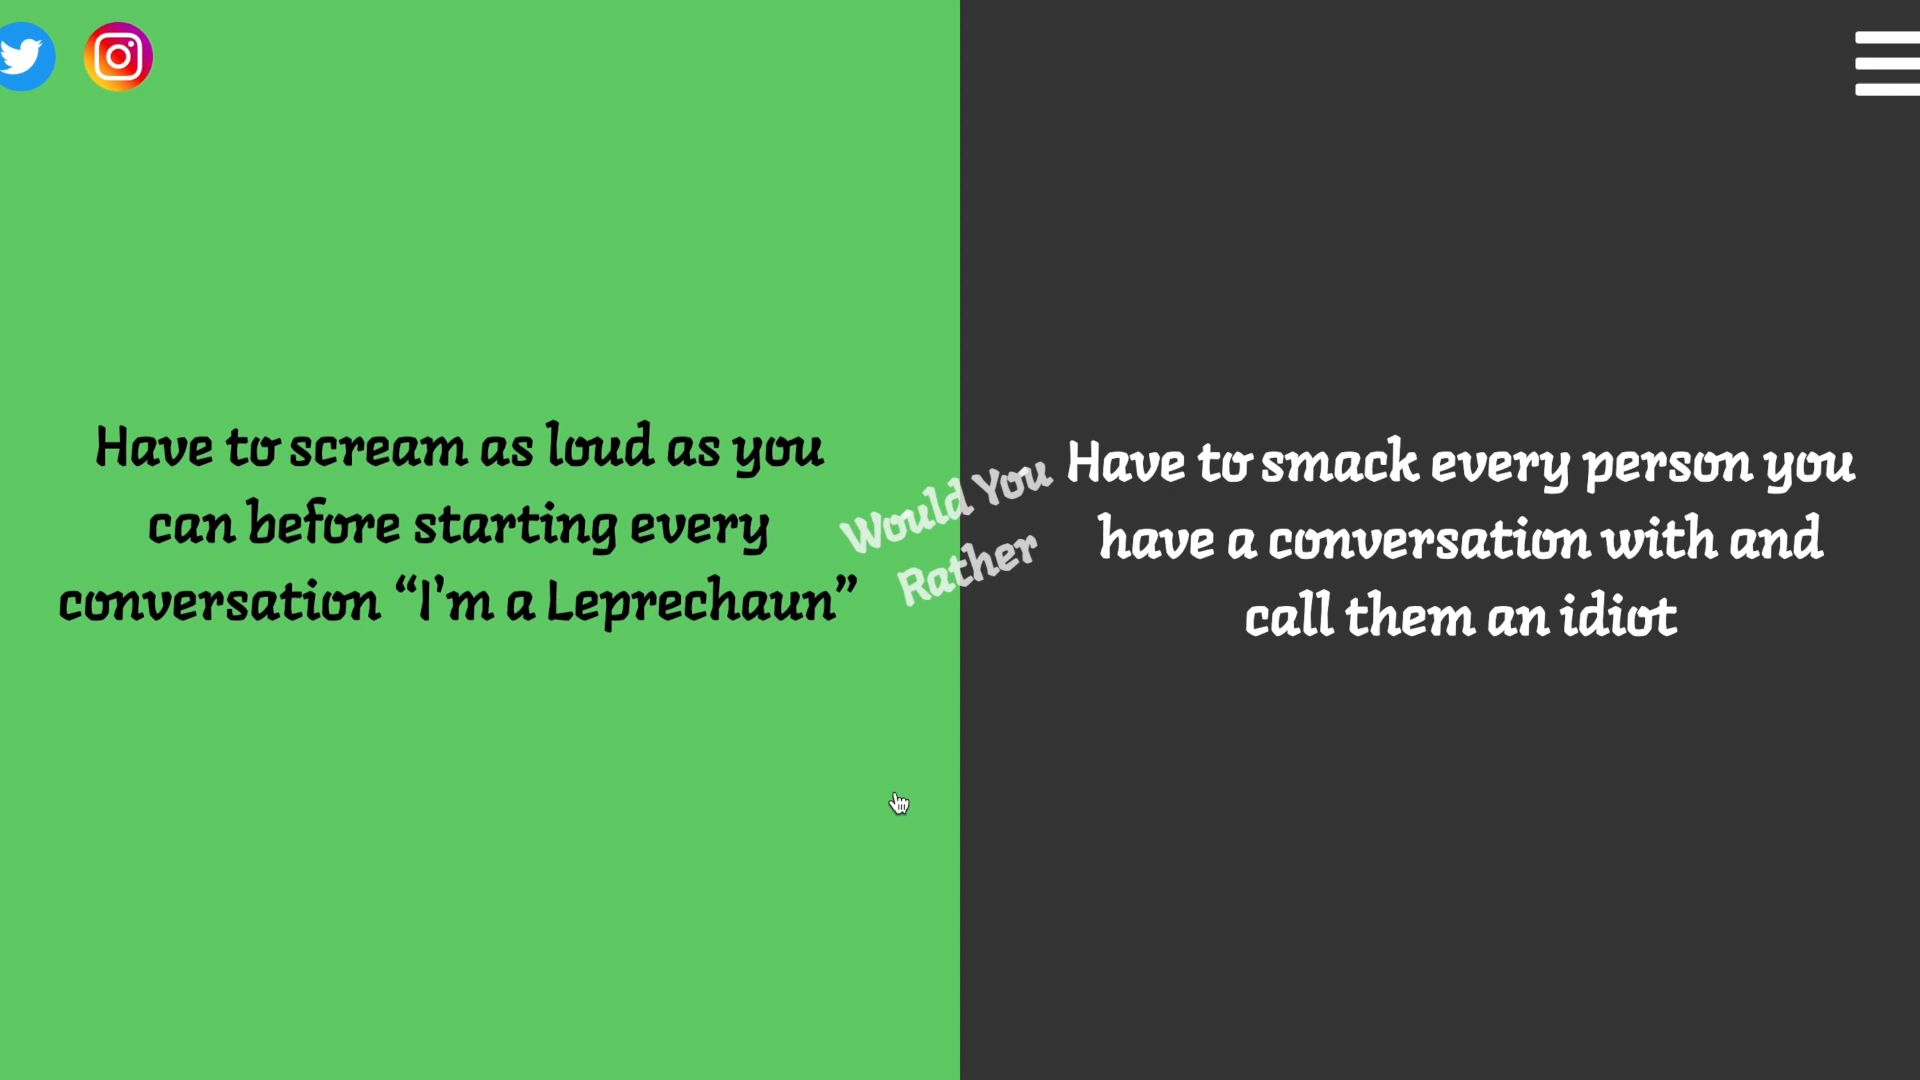 Have to scream as loud as you
can before starting every
conversation “I'm a Leprechaun”
Would You
Rather
Have to smack every person you
have a conversation with and
call them an idiot